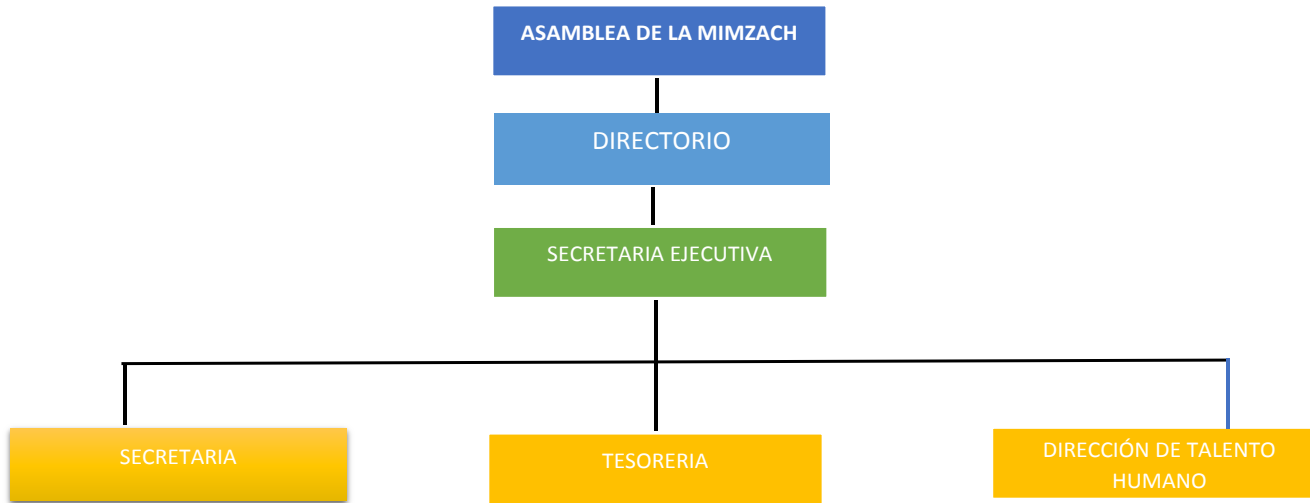 ASAMBLEA DE LA MIMZACH
DIRECTORIO
SECRETARIA EJECUTIVA
SECRETARIA
TESORERIA
DIRECCIÓN DE TALENTO
HUMANO